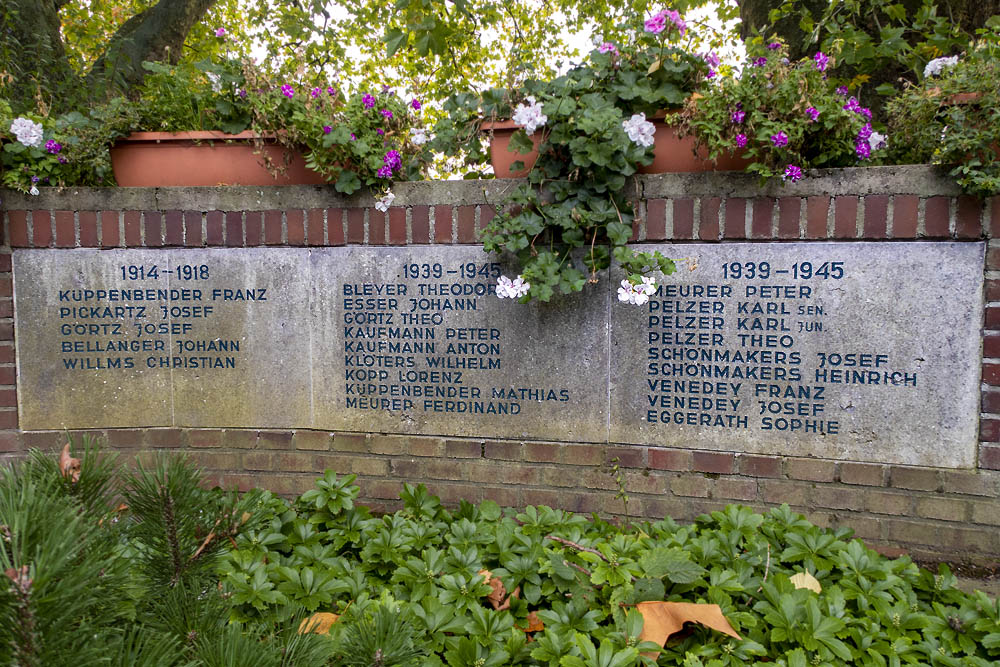 1914–1918
KÜPPENBENDER FRANZ
PICKARTZ JOSEF
GÖRTZ JOSEF
BELLANGER JOHANN
WILLMS CHRISTIAN
1939–1945
BLEYER THEODOR
ESSER JOHANN
GÖRTZ THEO
KAUFMANN PETER
KAUFMANN ANTON
KLÖTERS WILHELM
KOPP LORENZ
KÜPPENBENDER MATHIAS
MEURER FERDINAND
1939–1945
MEURER PETER
PELZER KARL SEN.
PELZER KARL JUN.
PELZER THEO
SCHÖNMAKERS JOSEF
SCHÖNMAKERS HEINRICH
VENEDEY FRANZ
VENEDEY JOSEF
EGGERATH SOPHIE